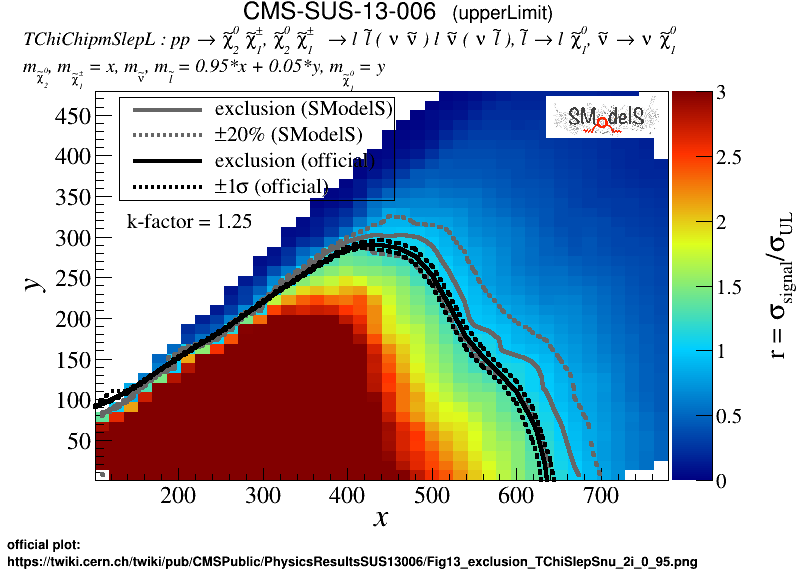 CMS-SUS-13-006 (upperLimit)
TChiChipmSlepL : pp → χ̃₂⁰ χ̃₁±, χ̃₂⁰ χ̃₁± → l l̃ ( ν ν̃ ) l ν̃ ( ν l̃ ), l̃ → l χ̃₁⁰, ν̃ → ν χ̃₁⁰
m_χ̃₂⁰, m_χ̃₁± = x, m_ν̃, m_l̃ = 0.95*x + 0.05*y, m_χ̃₁⁰ = y
exclusion (SModelS)
±20% (SModelS)
exclusion (official)
±1σ (official)
k-factor = 1.25
SModelS
450
400
350
300
250
200
150
100
50
y
200 300 400 500 600 700
x
3
2.5
2
1.5
1
0.5
0
r = σ_signal/σ_UL
official plot:
https://twiki.cern.ch/twiki/pub/CMSPublic/PhysicsResultsSUS13006/Fig13_exclusion_TChiSlepSnu_2i_0_95.png